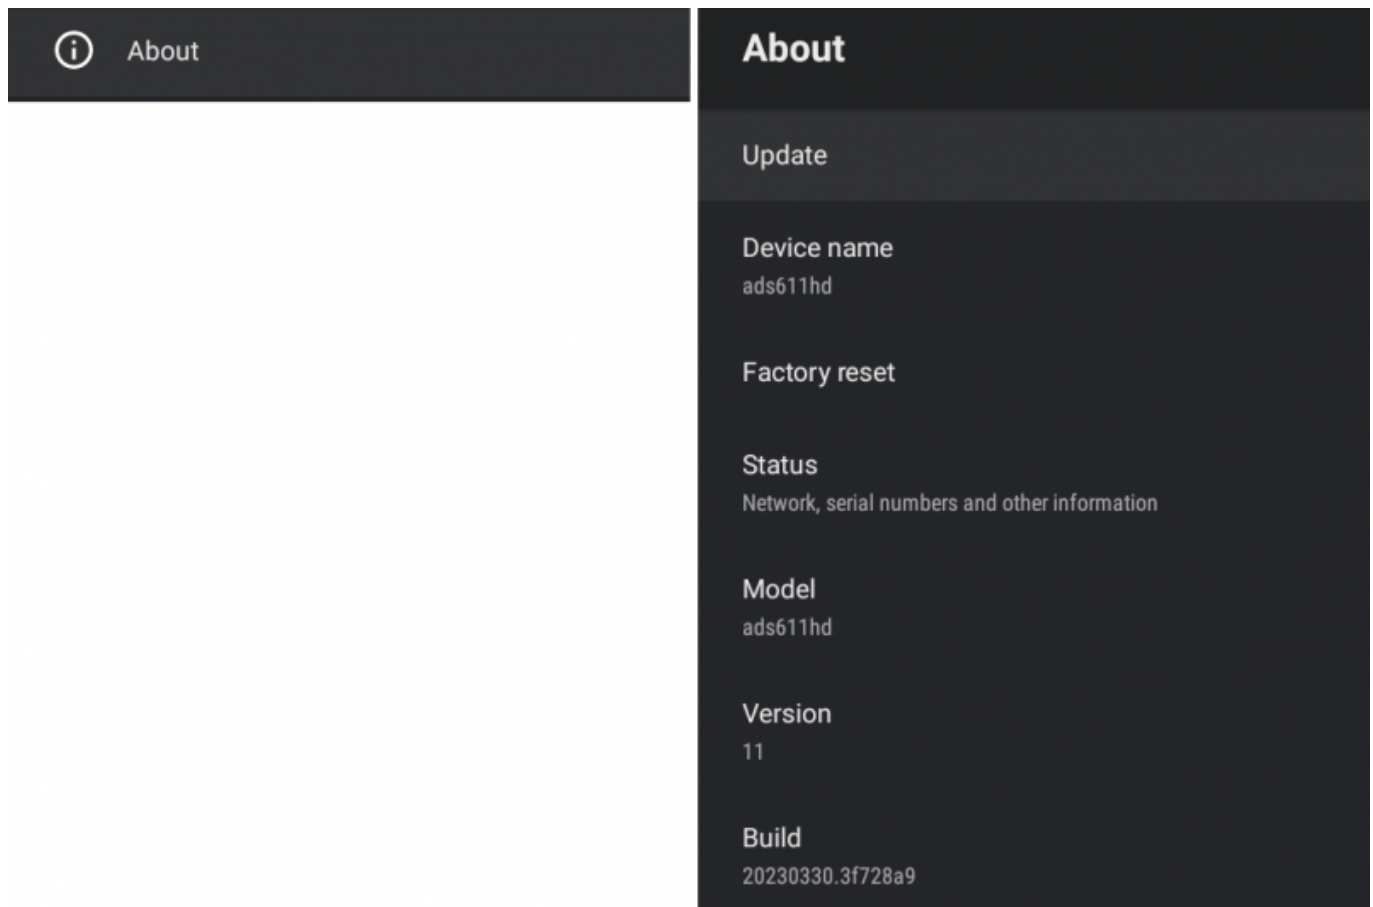 About
About
Update
Device name
ads611hd
Factory reset
Status
Network, serial numbers and other information
Model
ads611hd
Version
11
Build
20230330.3f728a9